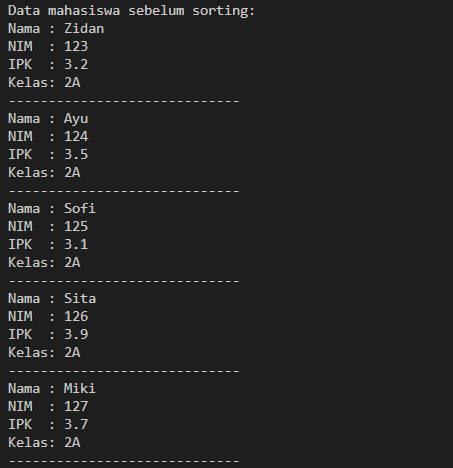 Data mahasiswa sebelum sorting:
Nama : Zidan
NIM  : 123
IPK  : 3.2
Kelas: 2A
-----------------------------
Nama : Ayu
NIM  : 124
IPK  : 3.5
Kelas: 2A
-----------------------------
Nama : Sofi
NIM  : 125
IPK  : 3.1
Kelas: 2A
-----------------------------
Nama : Sita
NIM  : 126
IPK  : 3.9
Kelas: 2A
-----------------------------
Nama : Miki
NIM  : 127
IPK  : 3.7
Kelas: 2A
-----------------------------